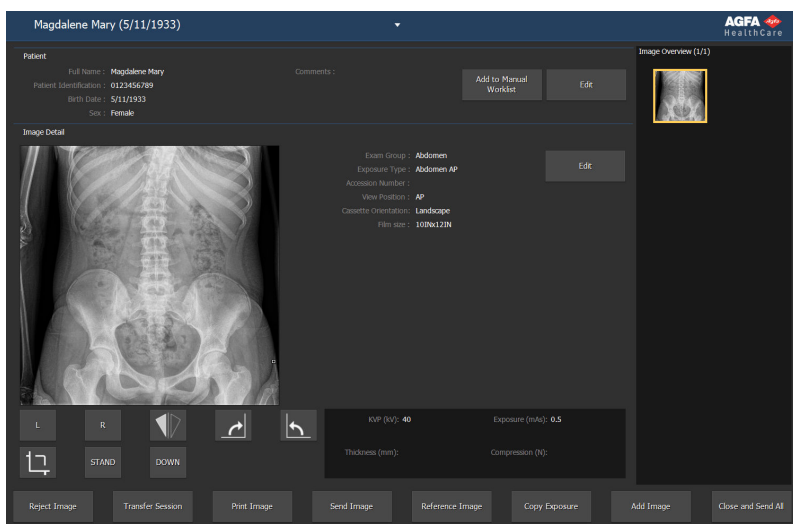 Magdalene Mary (5/11/1933)
AGFA Agfa
HealthCare
Patient
Full Name : Magdalene Mary
Comments :
Patient Identification : 0123456789
Birth Date : 5/11/1933
Sex : Female
Add to Manual
Worklist
Edit
Image Overview (1/1)
Image Detail
Exam Group : Abdomen
Exposure Type : Abdomen AP
Accession Number :
View Position : AP
Cassette Orientation: Landscape
Film size : 10INx12IN
Edit
L
R
STAND
DOWN
KVP (kV): 40
Exposure (mAs): 0.5
Thickness (mm):
Compression (N):
Reject Image
Transfer Session
Print Image
Send Image
Reference Image
Copy Exposure
Add Image
Close and Send All